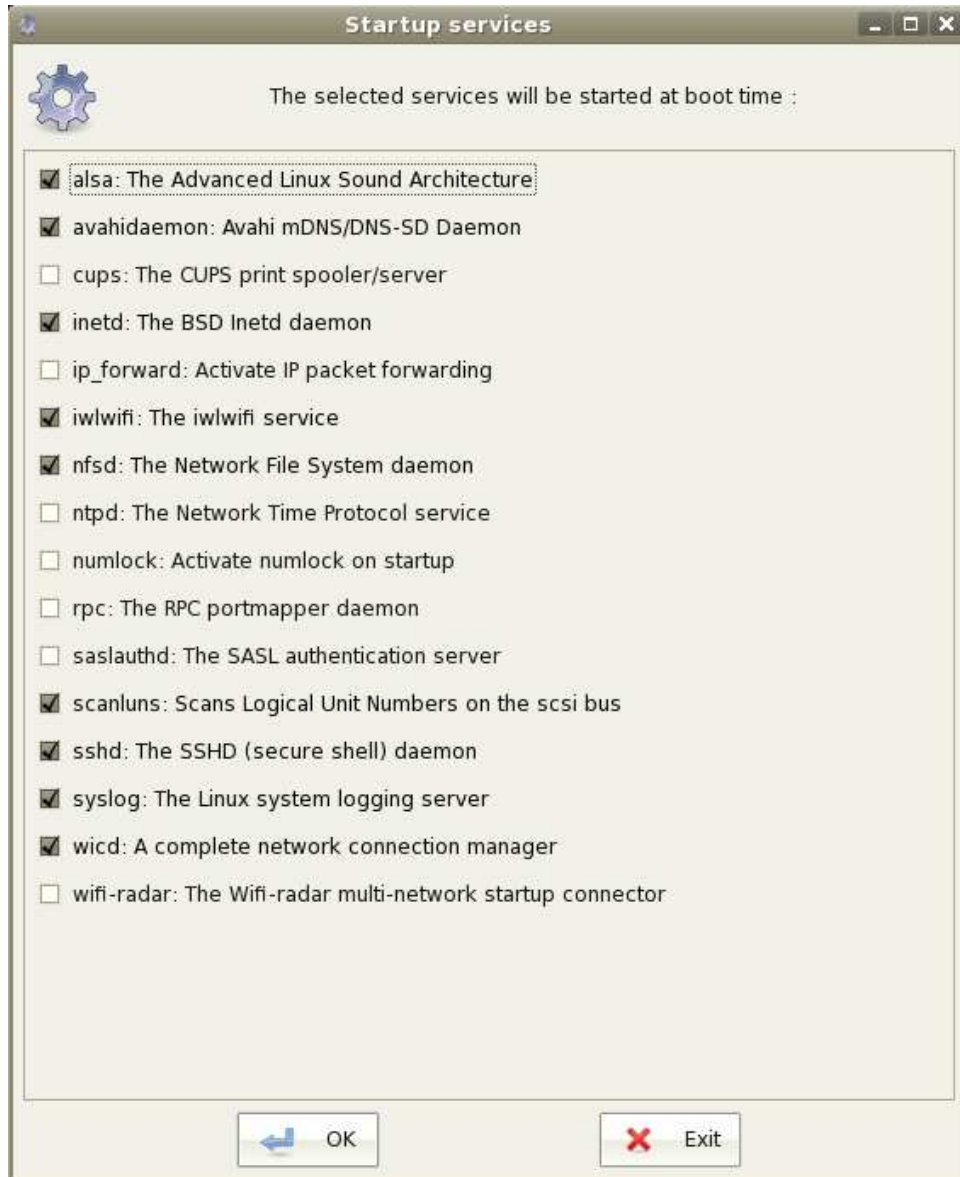 Startup services
The selected services will be started at boot time :
alsa: The Advanced Linux Sound Architecture
avahidaemon: Avahi mDNS/DNS-SD Daemon
cups: The CUPS print spooler/server
inetd: The BSD Inetd daemon
ip_forward: Activate IP packet forwarding
iwlwifi: The iwlwifi service
nfsd: The Network File System daemon
ntpd: The Network Time Protocol service
numlock: Activate numlock on startup
rpc: The RPC portmapper daemon
saslauthd: The SASL authentication server
scanluns: Scans Logical Unit Numbers on the scsi bus
sshd: The SSHD (secure shell) daemon
syslog: The Linux system logging server
wicd: A complete network connection manager
wifi-radar: The Wifi-radar multi-network startup connector
OK
Exit